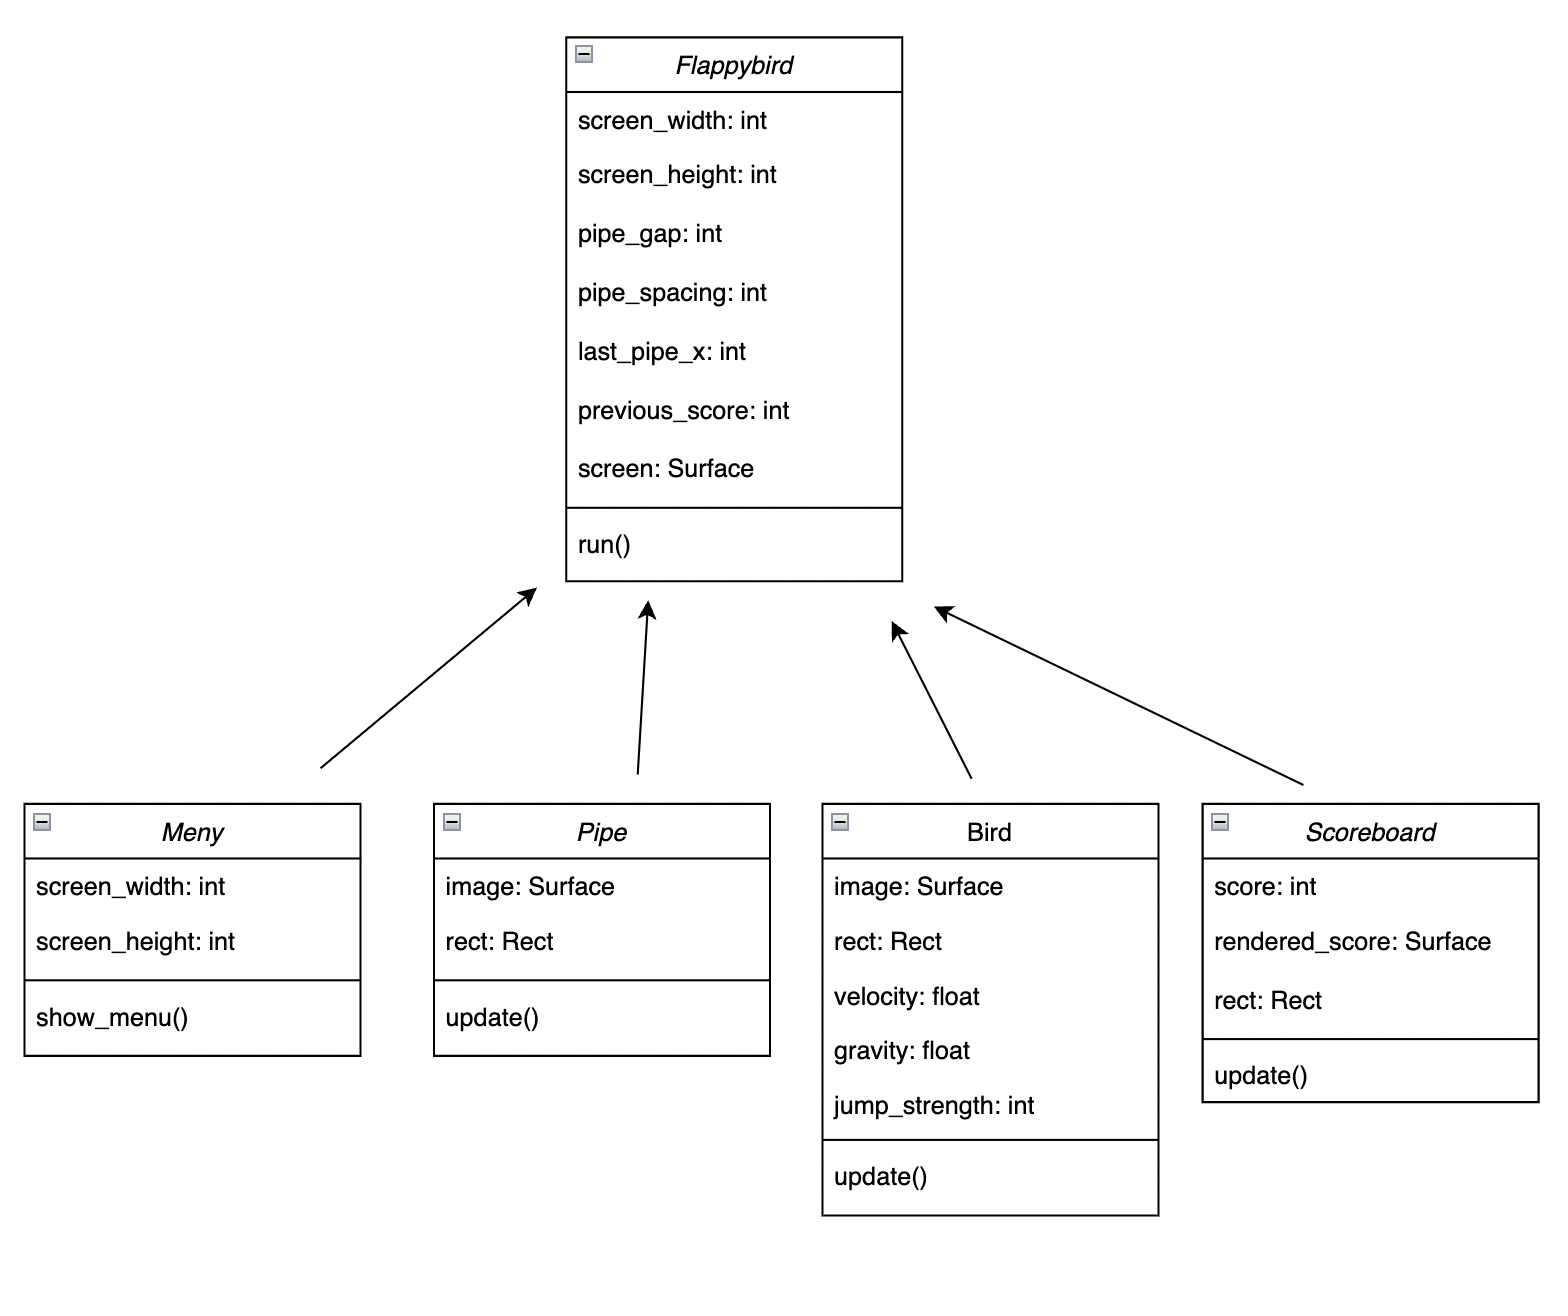 Flappybird
screen_width: int
screen_height: int
pipe_gap: int
pipe_spacing: int
last_pipe_x: int
previous_score: int
screen: Surface
run()
Meny
screen_width: int
screen_height: int
show_menu()
Pipe
image: Surface
rect: Rect
update()
Bird
image: Surface
rect: Rect
velocity: float
gravity: float
jump_strength: int
update()
Scoreboard
score: int
rendered_score: Surface
rect: Rect
update()